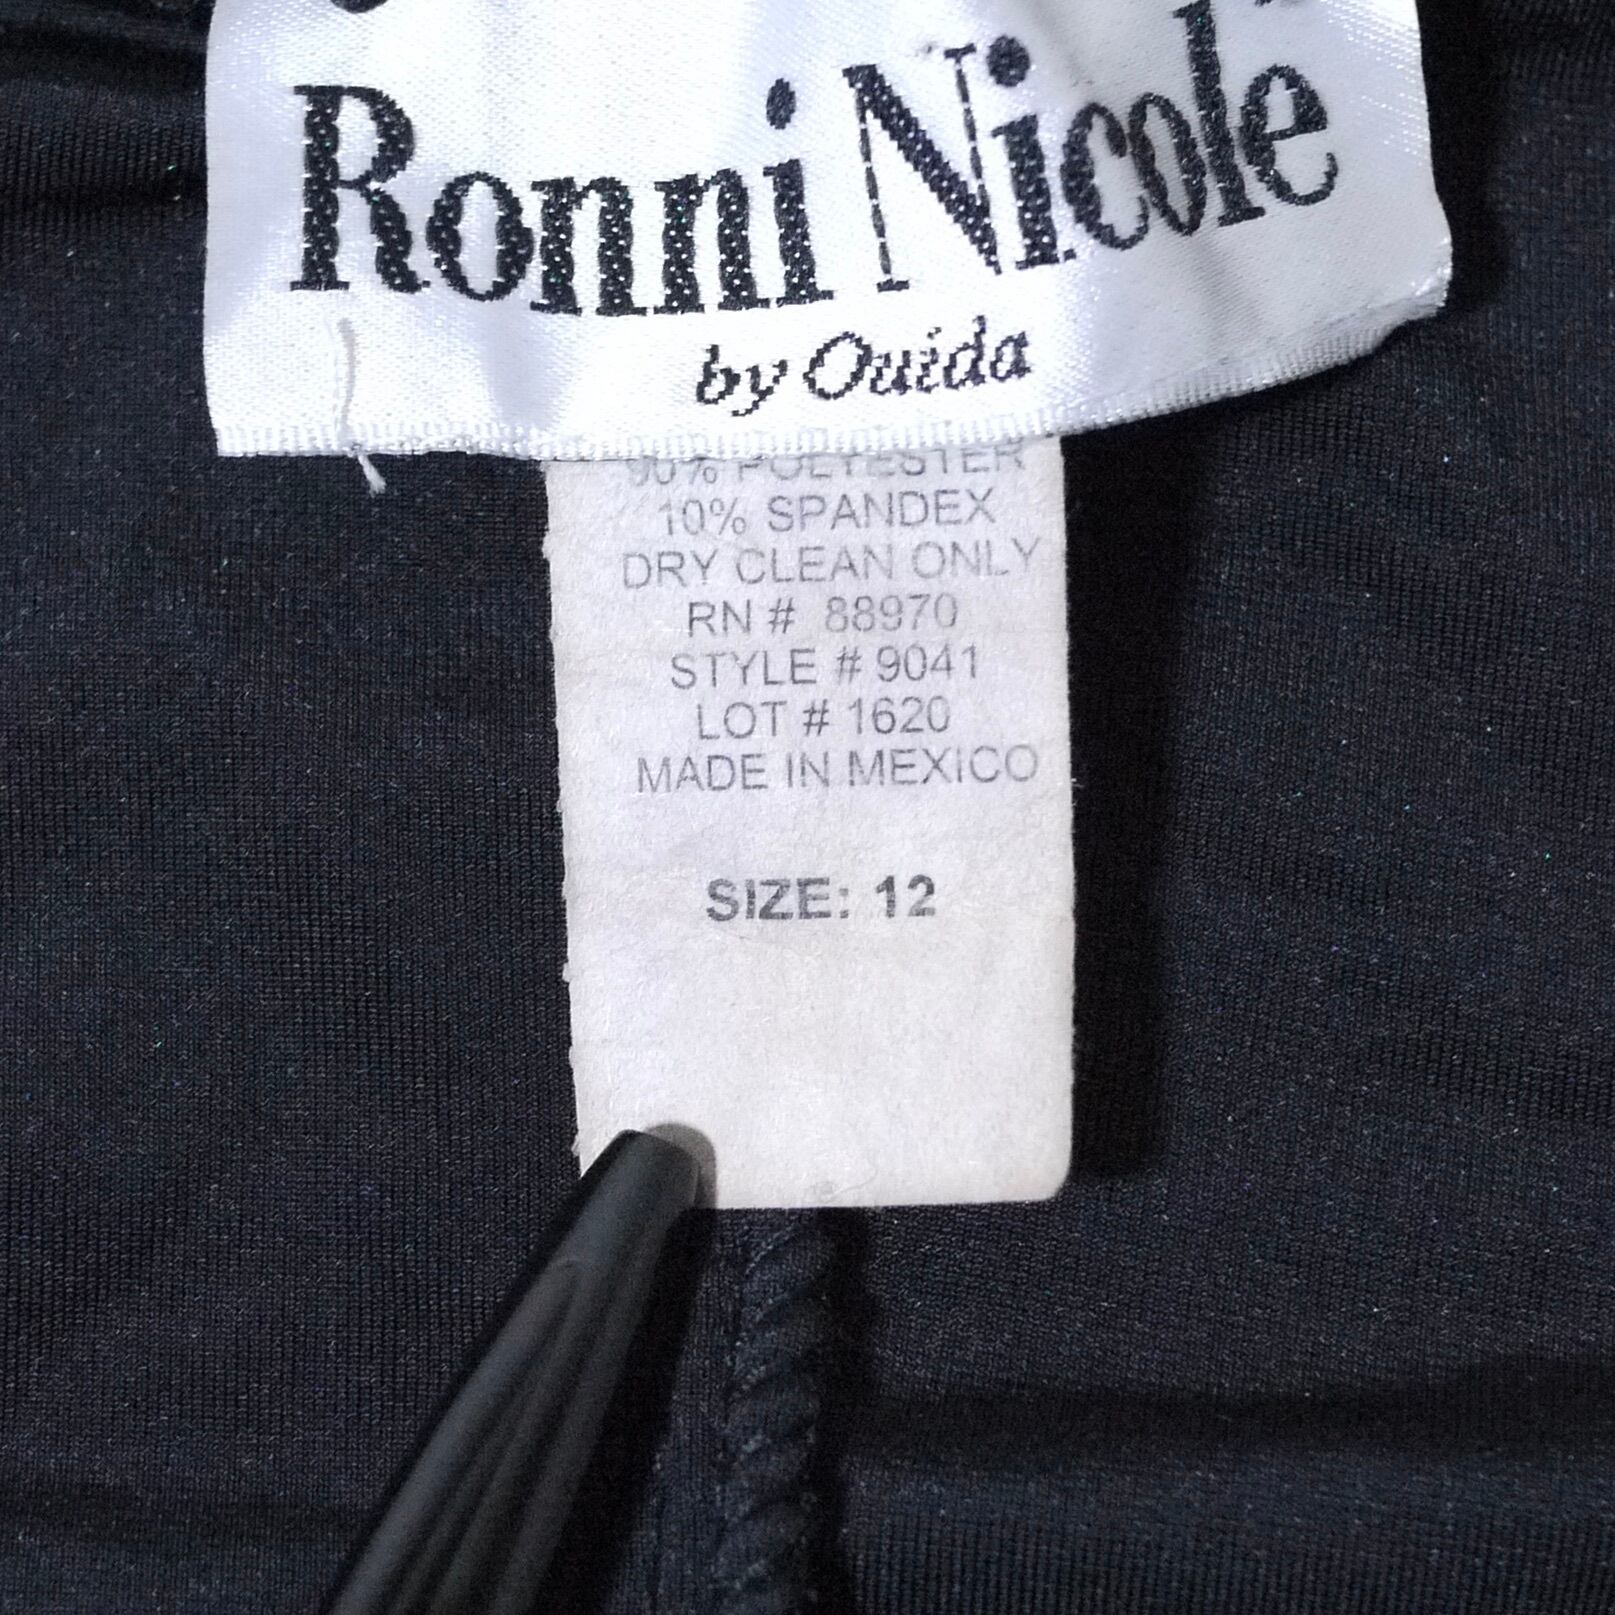 Ronni Nicole
by Ouida
90% POLYESTER
10% SPANDEX
DRY CLEAN ONLY
RN # 88970
STYLE # 9041
LOT # 1620
MADE IN MEXICO
SIZE: 12